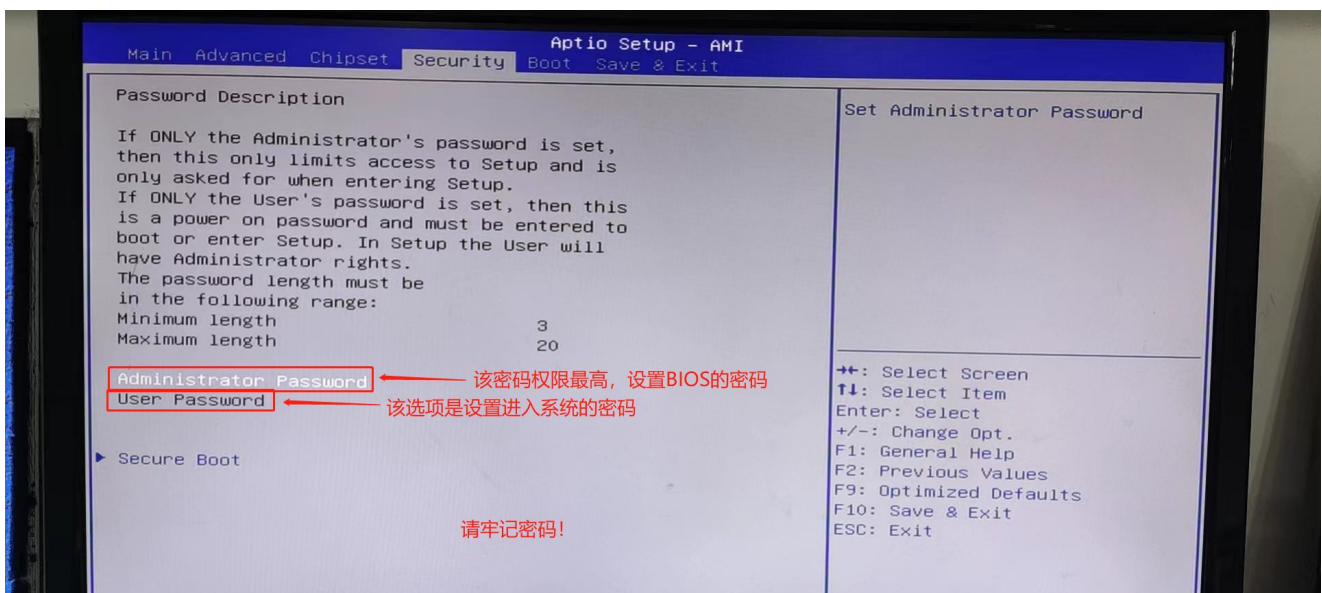 Aptio Setup - AMI
Main Advanced Chipset Security Boot Save & Exit
Password Description
If ONLY the Administrator's password is set,
then this only limits access to Setup and is
only asked for when entering Setup.
If ONLY the User's password is set, then this
is a power on password and must be entered to
boot or enter Setup. In Setup the User will
have Administrator rights.
The password length must be
in the following range:
Minimum length 3
Maximum length 20
Administrator Password 该密码权限最高，设置BIOS的密码
User Password 该选项是设置进入系统的密码
Secure Boot
请牢记密码!
Set Administrator Password
→←: Select Screen
↑↓: Select Item
Enter: Select
+/-: Change Opt.
F1: General Help
F2: Previous Values
F9: Optimized Defaults
F10: Save & Exit
ESC: Exit